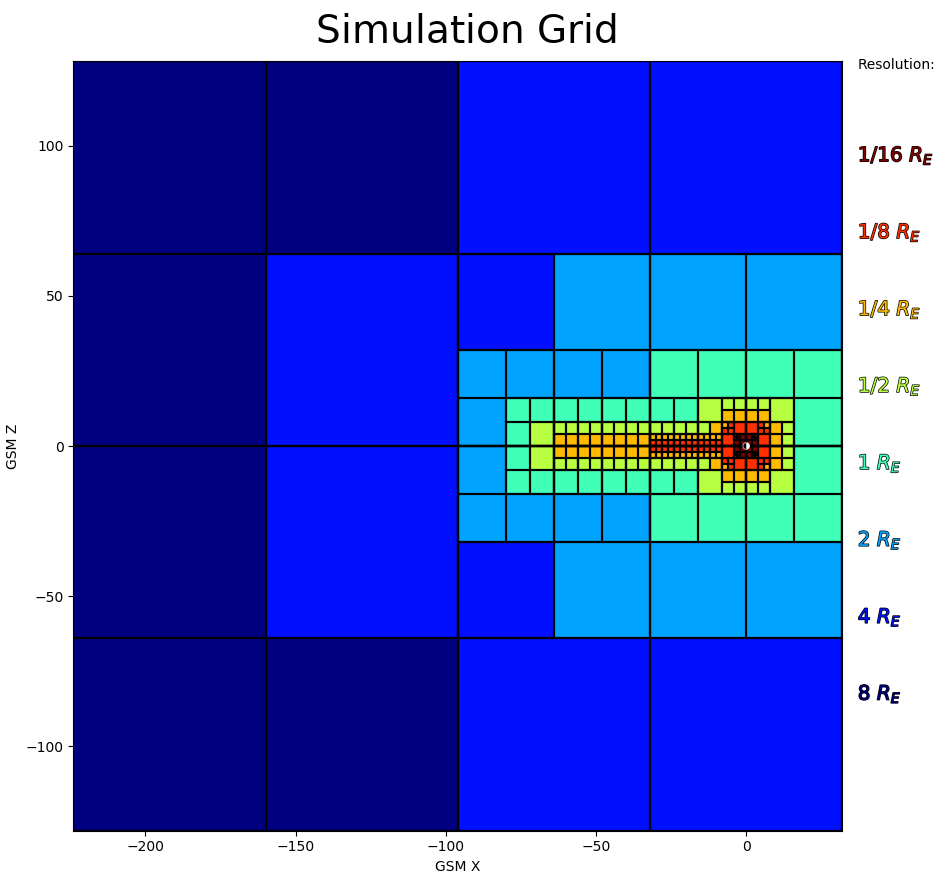 Simulation Grid
Resolution:
1/16 R_E
1/8 R_E
1/4 R_E
1/2 R_E
1 R_E
2 R_E
4 R_E
8 R_E
100
50
0
−50
−100
GSM Z
−200
−150
−100
−50
0
GSM X